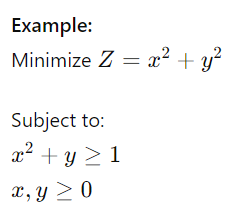 Example:
Minimize Z = x² + y²
Subject to:
x² + y ≥ 1
x, y ≥ 0